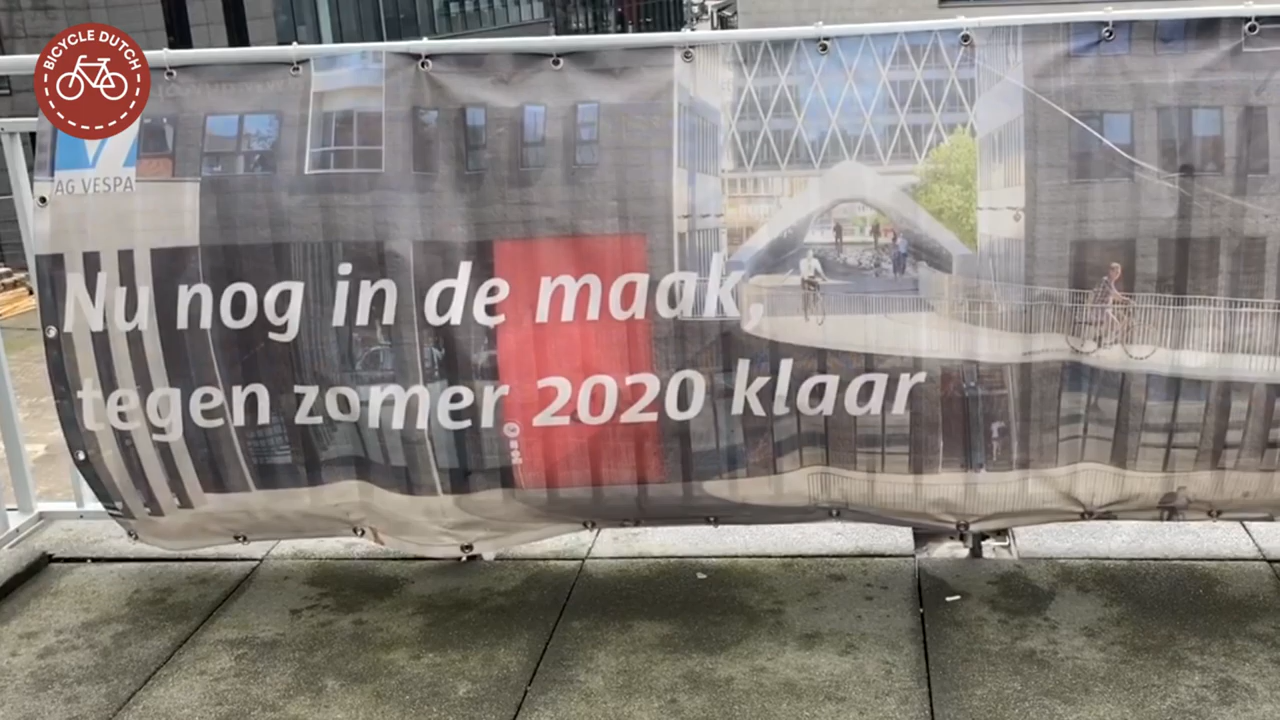 BICYCLE DUTCH
AG VESPA
Nu nog in de maak,
tegen zomer 2020 klaar